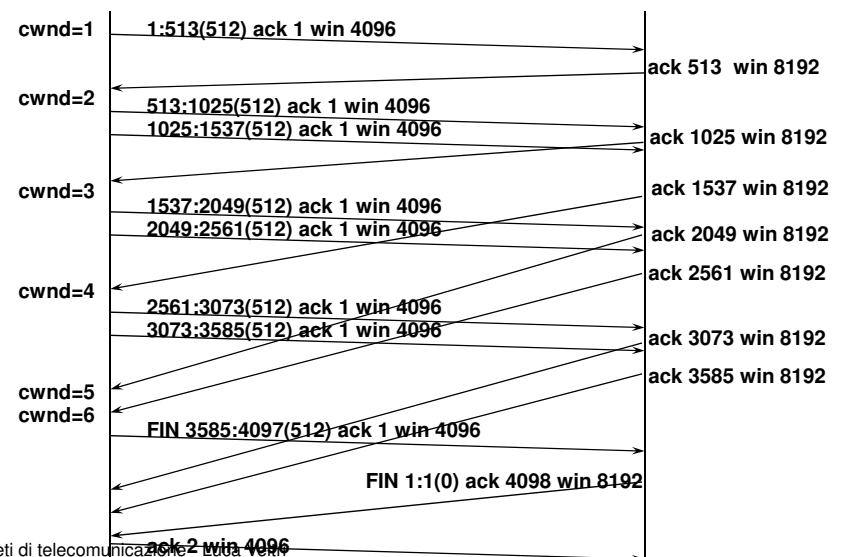 cwnd=1
1:513(512) ack 1 win 4096
ack 513 win 8192
cwnd=2
513:1025(512) ack 1 win 4096
1025:1537(512) ack 1 win 4096
ack 1025 win 8192
cwnd=3
ack 1537 win 8192
1537:2049(512) ack 1 win 4096
2049:2561(512) ack 1 win 4096
ack 2049 win 8192
ack 2561 win 8192
cwnd=4
2561:3073(512) ack 1 win 4096
3073:3585(512) ack 1 win 4096
ack 3073 win 8192
ack 3585 win 8192
cwnd=5
cwnd=6
FIN 3585:4097(512) ack 1 win 4096
FIN 1:1(0) ack 4098 win 8192
ack 2 win 4096
eti di telecomunicazione - Luca Veltri